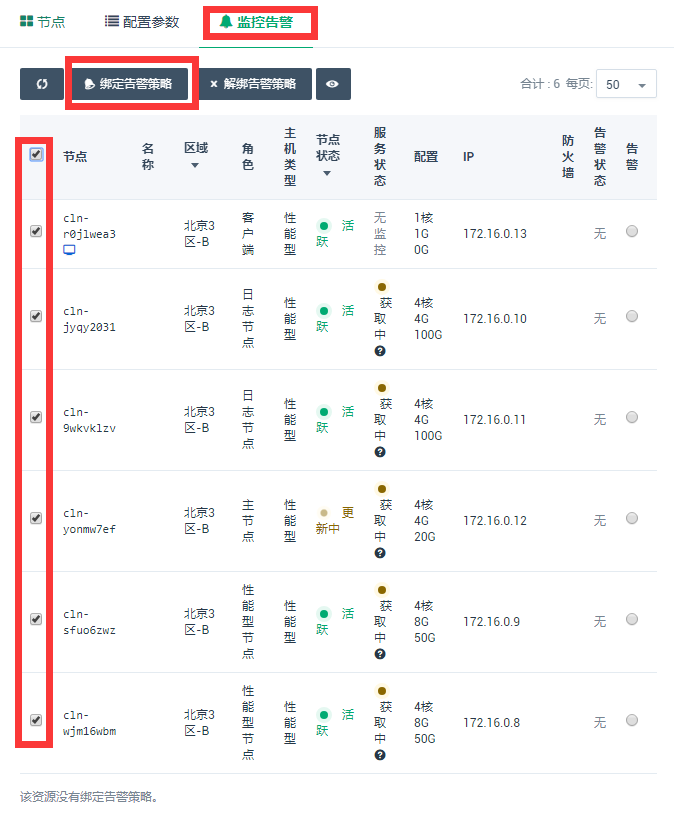 节点 配置参数 监控告警
绑定告警策略 × 解绑告警策略 合计 : 6 每页: 50
节点 名称 区域 角色 主机类型 节点状态 服务状态 配置 IP 防火墙 告警状态 告警
cln-r0jlwea3 北京3区-B 客户端 性能型 活跃 无监控 1核 1G 0G 172.16.0.13 无
cln-jyqy2031 北京3区-B 日志节点 性能型 活跃 获取中 4核 4G 100G 172.16.0.10 无
cln-9wkvklzv 北京3区-B 日志节点 性能型 活跃 获取中 4核 4G 100G 172.16.0.11 无
cln-yonmw7ef 北京3区-B 主节点 性能型 更新中 获取中 4核 4G 20G 172.16.0.12 无
cln-sfuo6zwz 北京3区-B 性能型节点 性能型 活跃 获取中 4核 8G 50G 172.16.0.9 无
cln-wjm16wbm 北京3区-B 性能型节点 性能型 活跃 获取中 4核 8G 50G 172.16.0.8 无
该资源没有绑定告警策略。